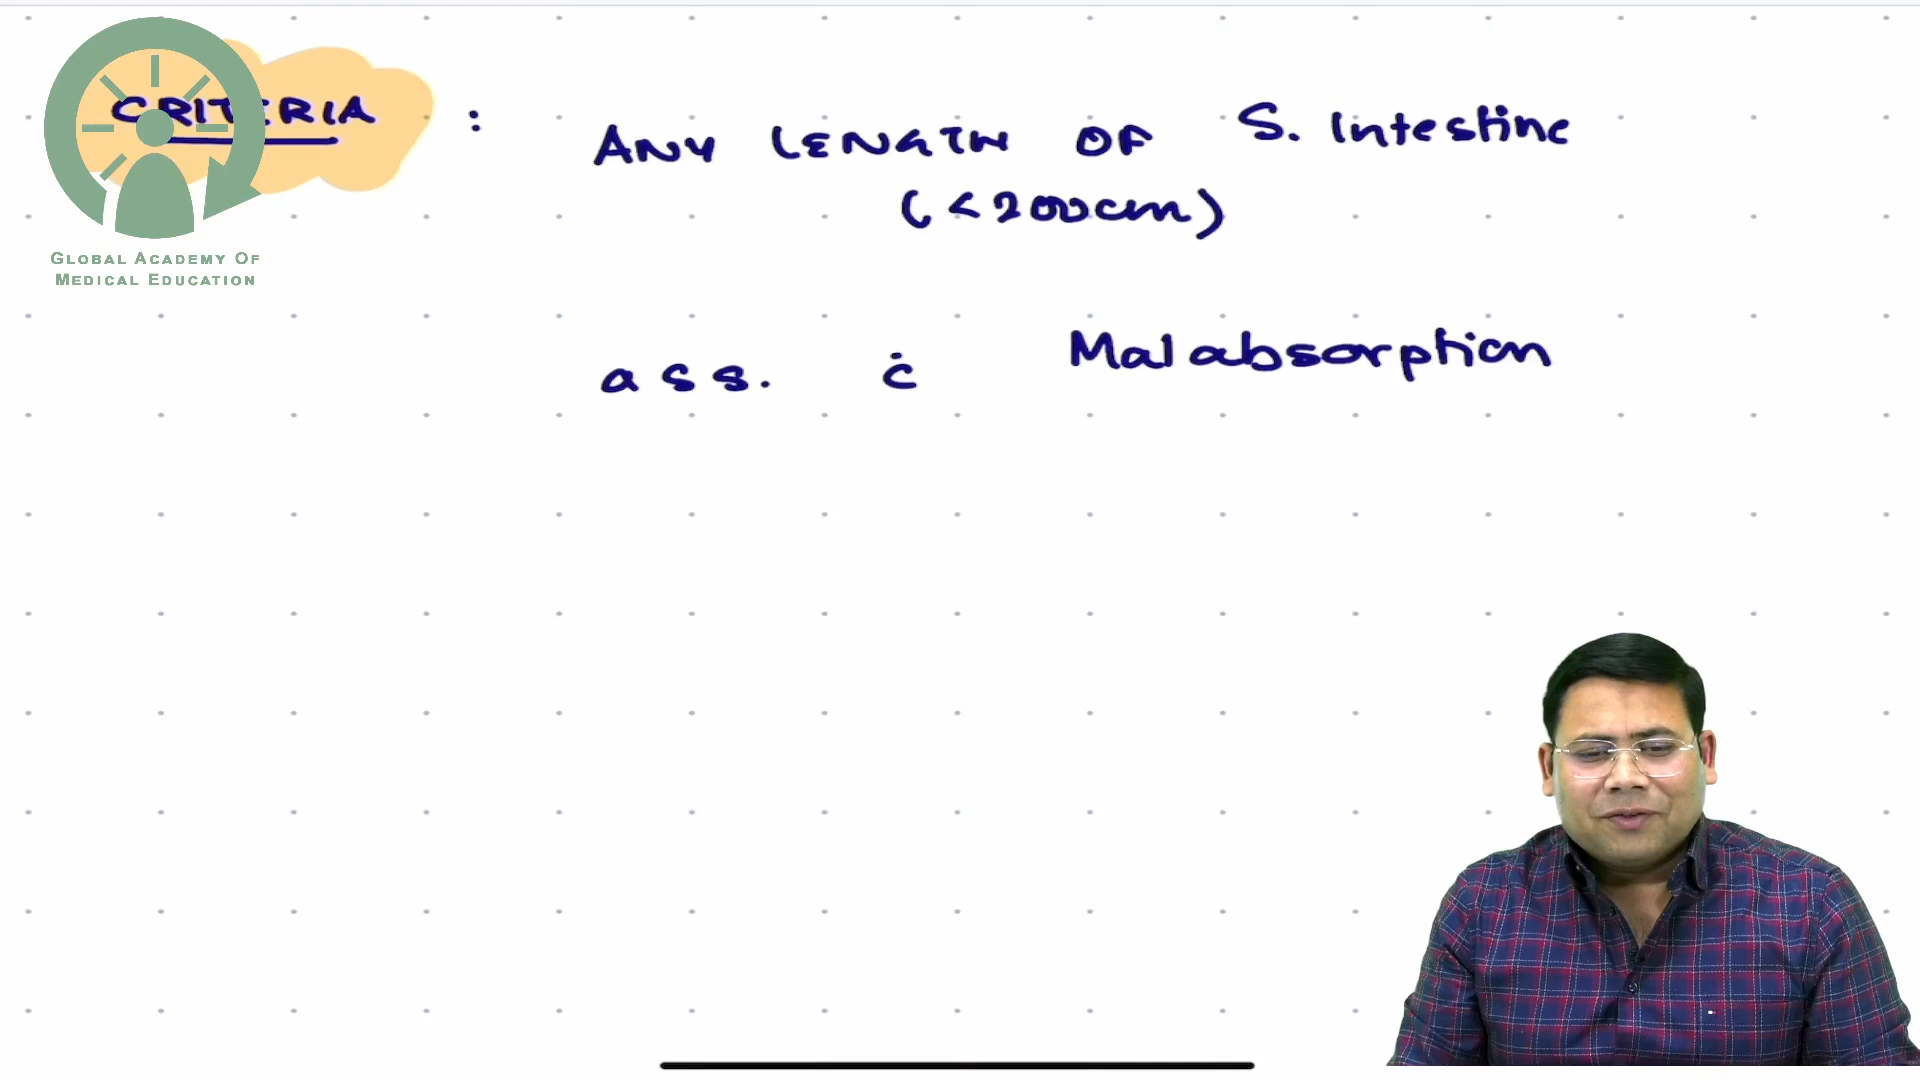 CRITERIA : ANY LENGTH OF S. Intestine
(<200cm)
GLOBAL ACADEMY OF
MEDICAL EDUCATION
ass. c̄ Malabsorption